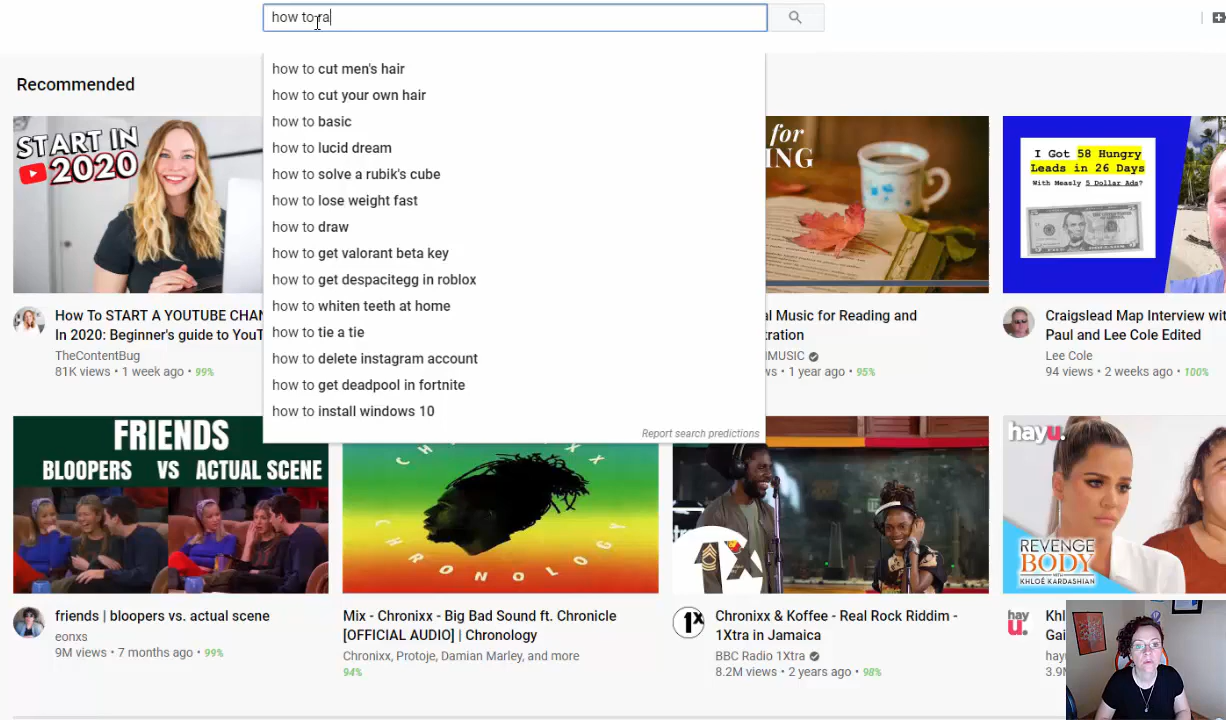 how to ra
how to cut men's hair
how to cut your own hair
how to basic
how to lucid dream
how to solve a rubik's cube
how to lose weight fast
how to draw
how to get valorant beta key
how to get despacitegg in roblox
how to whiten teeth at home
how to tie a tie
how to delete instagram account
how to get deadpool in fortnite
how to install windows 10
Report search predictions
Recommended
START IN
2020
How To START A YOUTUBE CHAN
In 2020: Beginner's guide to YouT
TheContentBug
81K views • 1 week ago • 99%
for
ING
al Music for Reading and
tration
MUSIC
ws • 1 year ago • 95%
I Got 58 Hungry
Leads in 26 Days
With Measly 5 Dollar Ads?
Craigslead Map Interview wit
Paul and Lee Cole Edited
Lee Cole
94 views • 2 weeks ago • 100%
FRIENDS
BLOOPERS VS ACTUAL SCENE
friends | bloopers vs. actual scene
eonxs
9M views • 7 months ago • 99%
CHRONIXX
CHRONOLOGY
Mix - Chronixx - Big Bad Sound ft. Chronicle
[OFFICIAL AUDIO] | Chronology
Chronixx, Protoje, Damian Marley, and more
94%
1X
1x
Chronixx & Koffee - Real Rock Riddim -
1Xtra in Jamaica
BBC Radio 1Xtra
8.2M views • 2 years ago • 98%
hayu.
REVENGE
BODY
WITH
KHLOÉ KARDASHIAN
hay
u.
Khl
Gai
hay
3.9